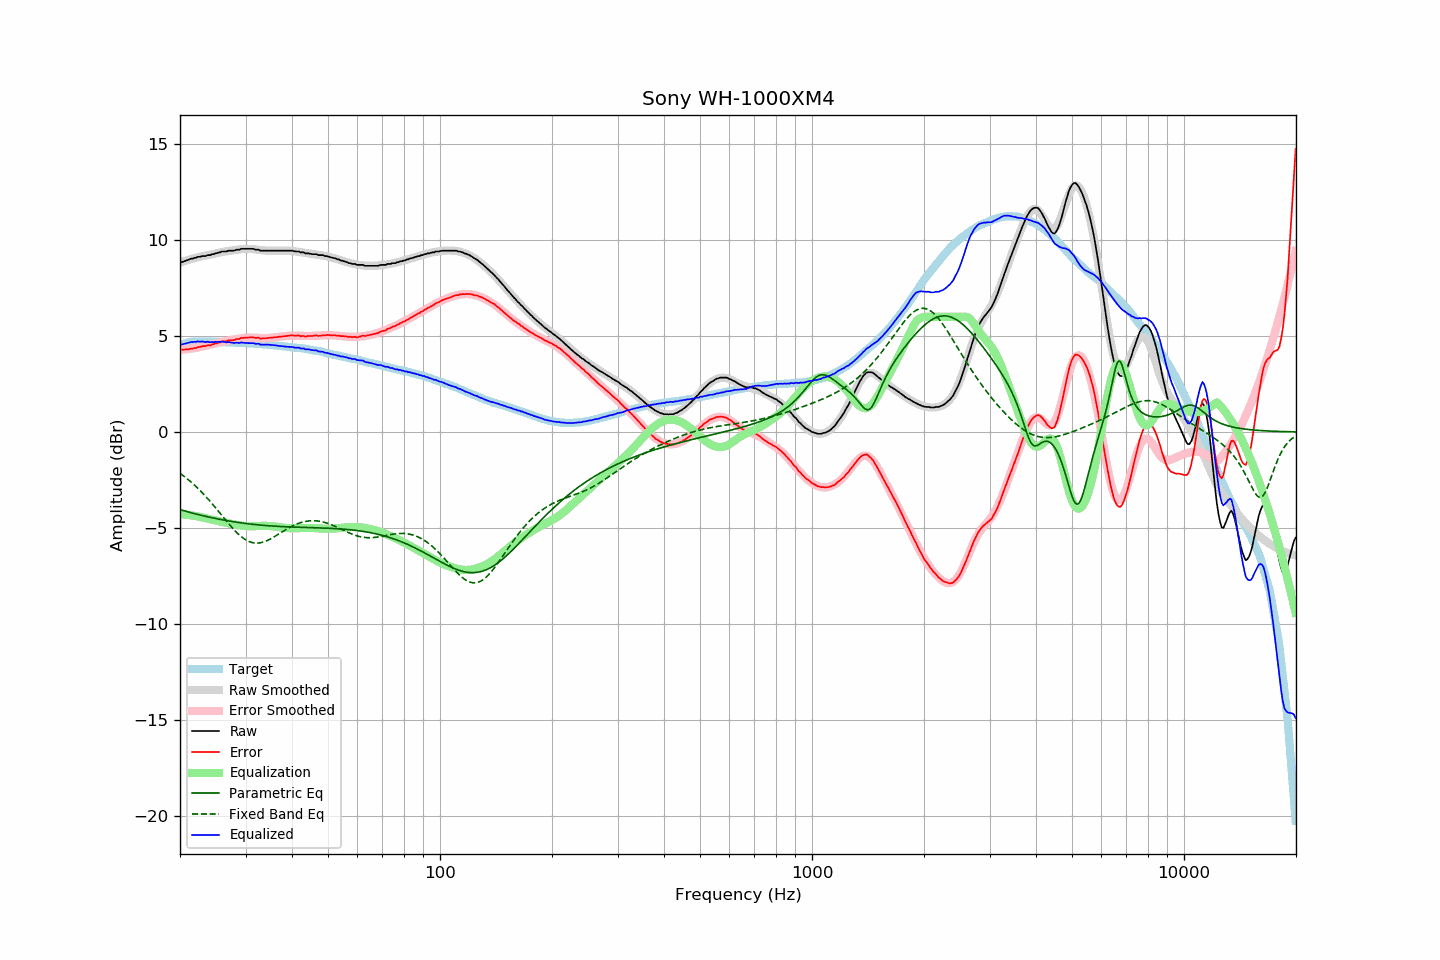 Sony WH-1000XM4
15
10
5
0
−5
−10
−15
−20
Amplitude (dBr)
Target
Raw Smoothed
Error Smoothed
Raw
Error
Equalization
Parametric Eq
Fixed Band Eq
Equalized
100 1000 10000
Frequency (Hz)